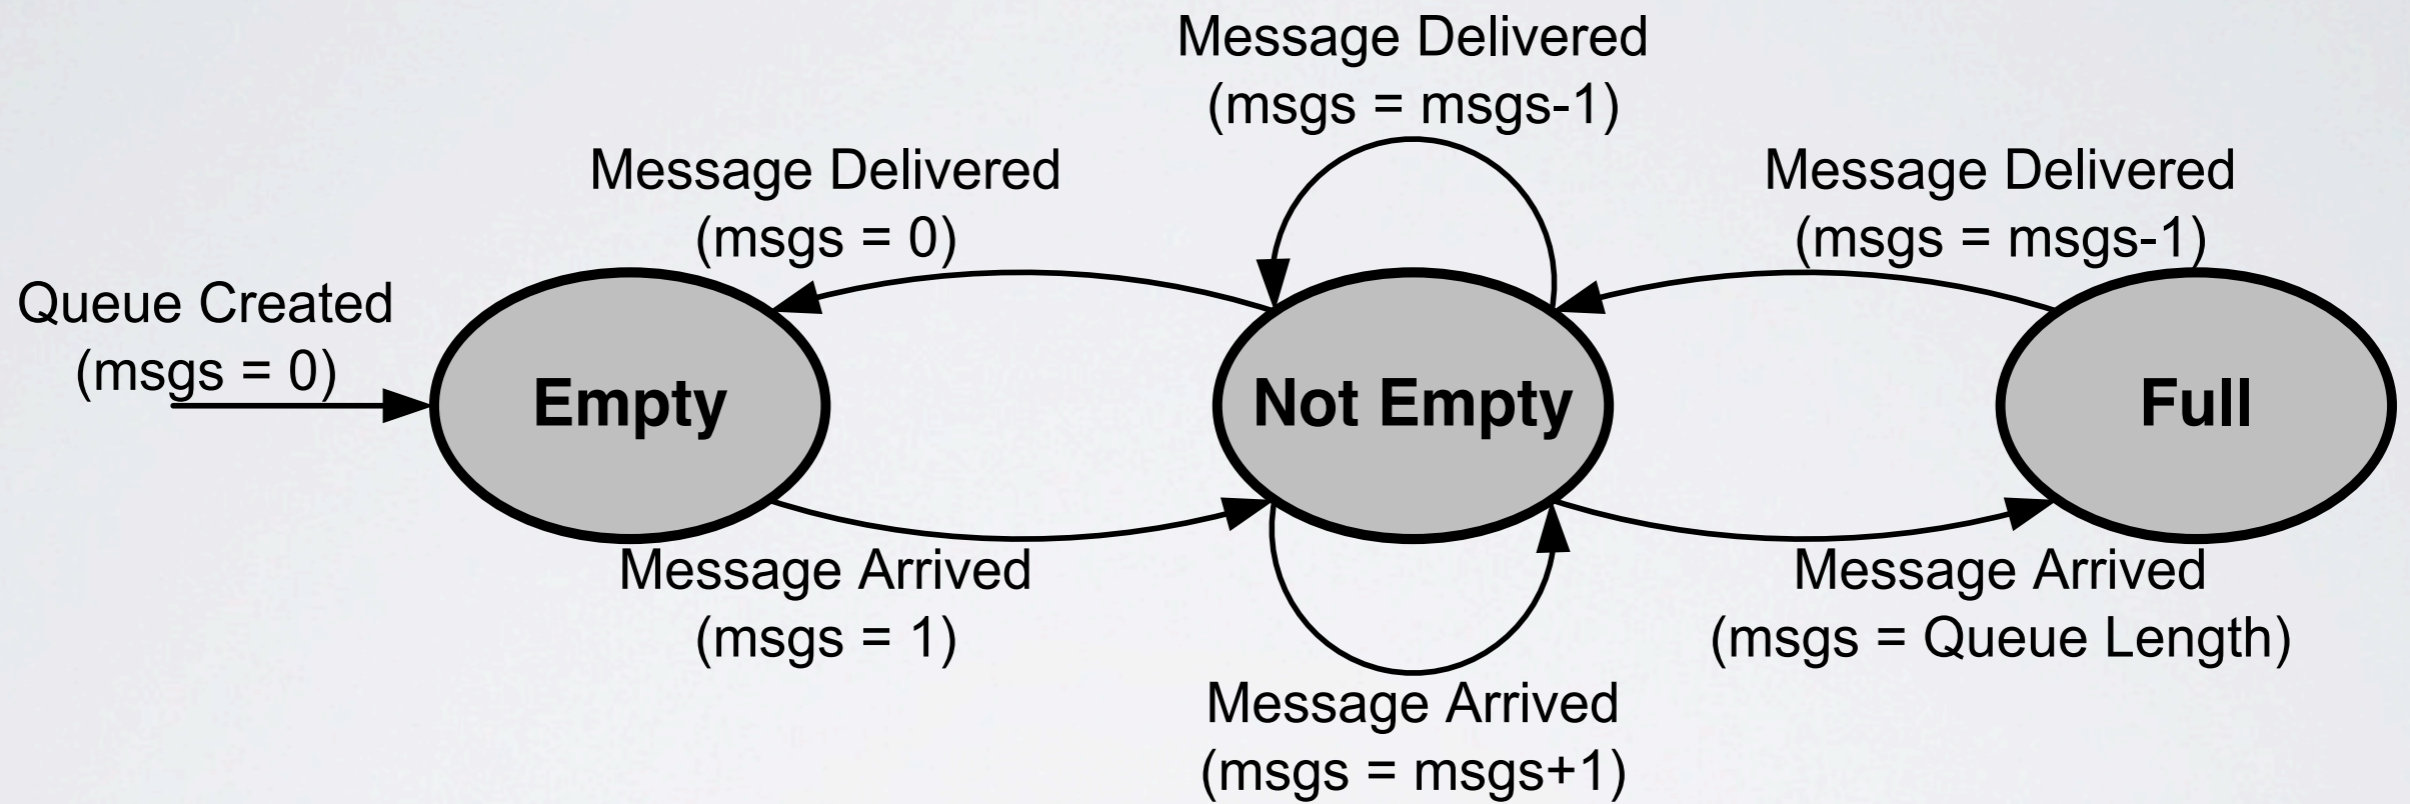 Message Delivered
(msgs = msgs-1)
Message Delivered
(msgs = 0)
Message Delivered
(msgs = msgs-1)
Queue Created
(msgs = 0)
Empty
Not Empty
Full
Message Arrived
(msgs = 1)
Message Arrived
(msgs = Queue Length)
Message Arrived
(msgs = msgs+1)